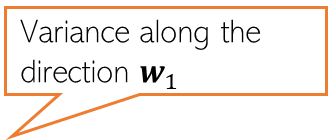 Variance along the
direction 𝒘₁